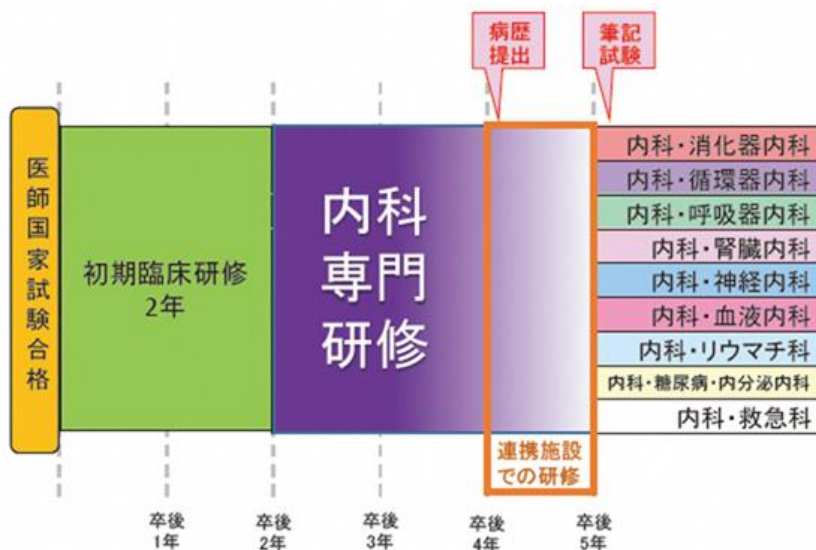 病歴
提出
筆記
試験
医師国家試験合格
初期臨床研修
2年
内科
専門
研修
内科・消化器内科
内科・循環器内科
内科・呼吸器内科
内科・腎臓内科
内科・神経内科
内科・血液内科
内科・リウマチ科
内科・糖尿病・内分泌内科
内科・救急科
連携施設
での研修
卒後
1年
卒後
2年
卒後
3年
卒後
4年
卒後
5年